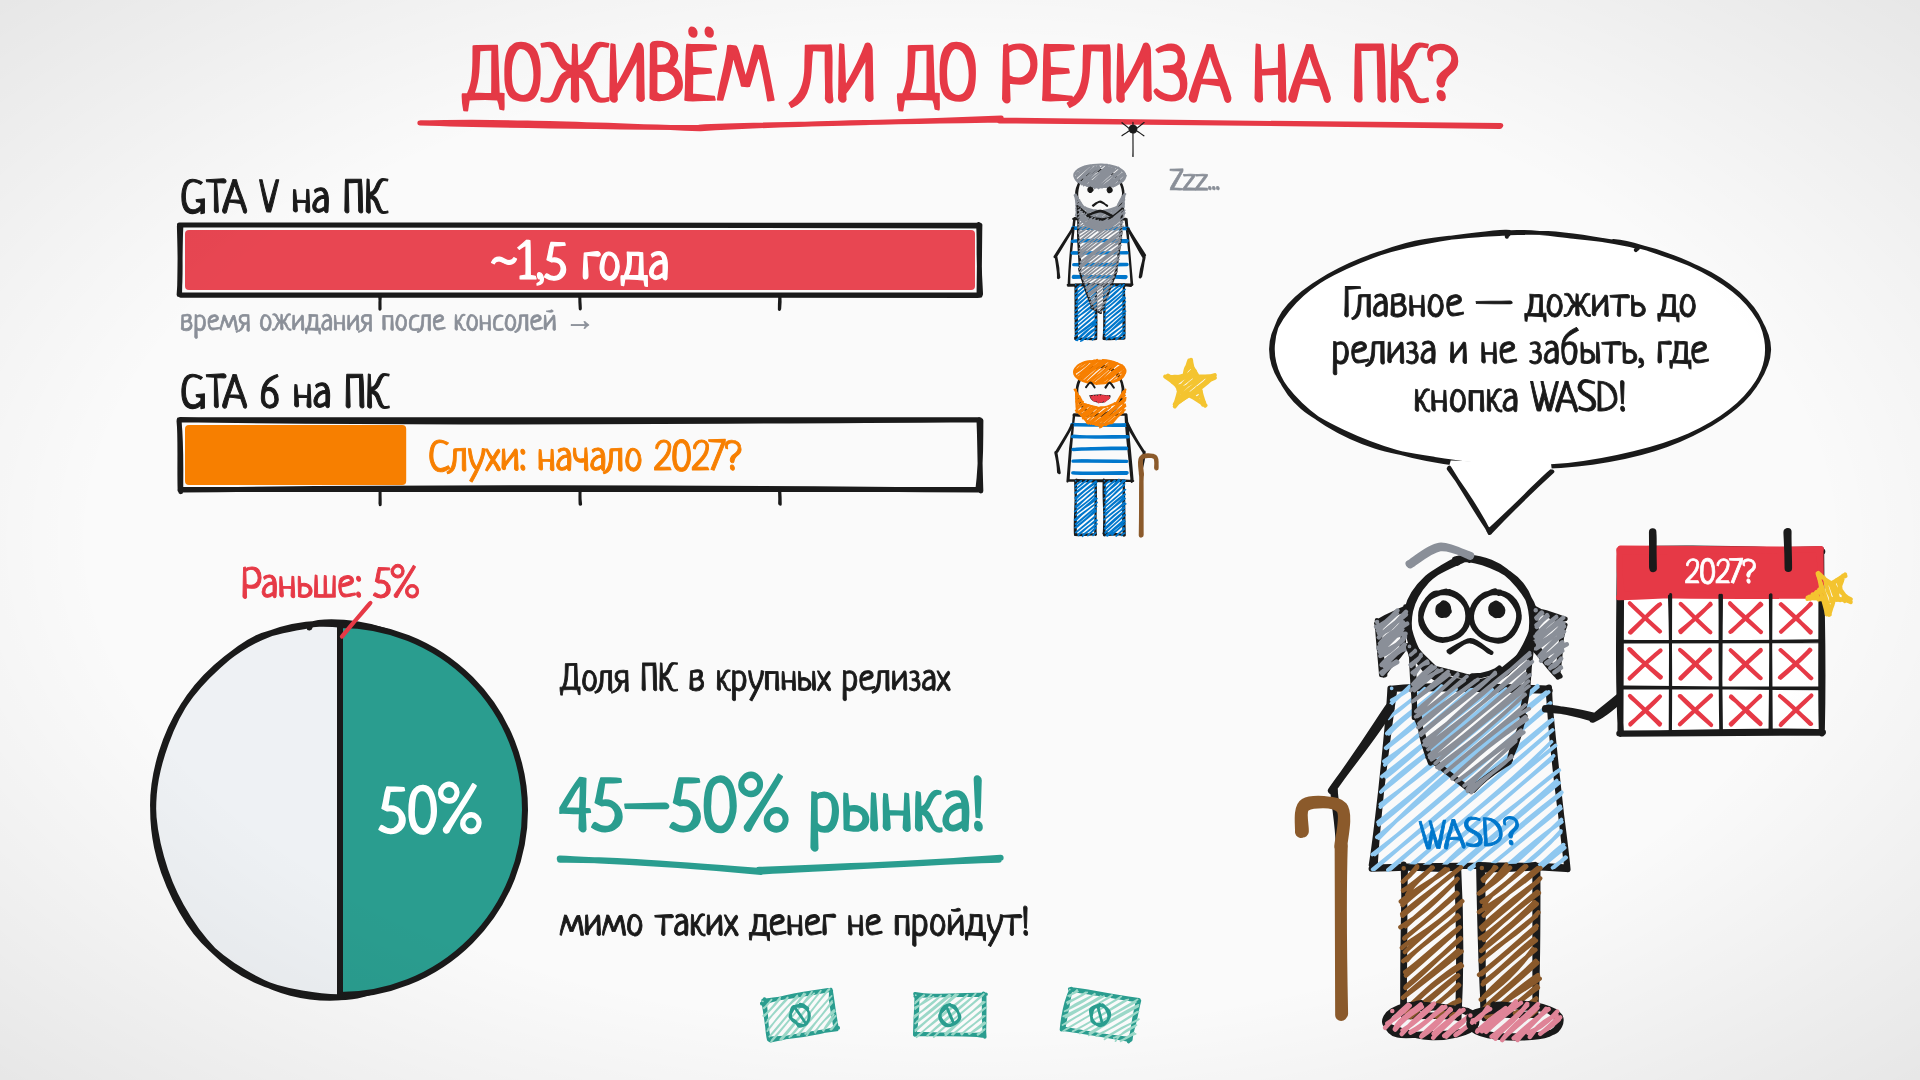 ДОЖИВЁМ ЛИ ДО РЕЛИЗА НА ПК?
GTA V на ПК
~1,5 года
время ожидания после консолей →
Zzz...
GTA 6 на ПК
Слухи: начало 2027?
Главное — дожить до
релиза и не забыть, где
кнопка WASD!
2027?
WASD?
Раньше: 5%
50%
Доля ПК в крупных релизах
45—50% рынка!
мимо таких денег не пройдут!